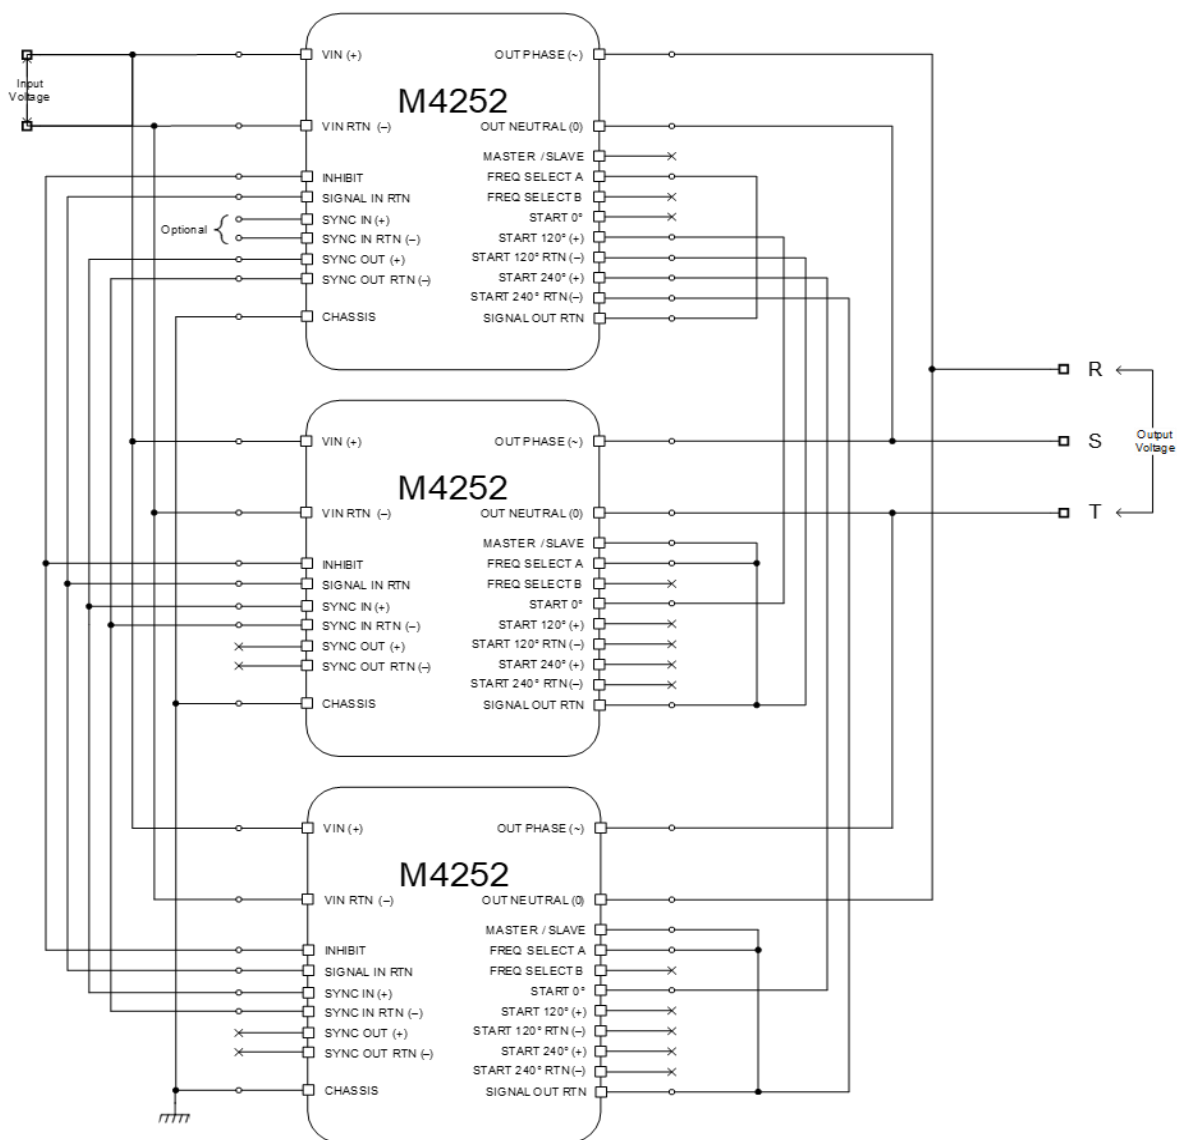 VIN (+)
OUT PHASE (~)
Input
Voltage
M4252
VIN RTN (–)
OUT NEUTRAL (0)
MASTER / SLAVE
INHIBIT
FREQ SELECT A
SIGNAL IN RTN
FREQ SELECT B
Optional
SYNC IN (+)
START 0°
SYNC IN RTN (–)
START 120° (+)
SYNC OUT (+)
START 120° RTN (–)
SYNC OUT RTN (–)
START 240° (+)
START 240° RTN (–)
CHASSIS
SIGNAL OUT RTN
R
S
T
Output
Voltage
VIN (+)
OUT PHASE (~)
M4252
VIN RTN (–)
OUT NEUTRAL (0)
MASTER / SLAVE
INHIBIT
FREQ SELECT A
SIGNAL IN RTN
FREQ SELECT B
SYNC IN (+)
START 0°
SYNC IN RTN (–)
START 120° (+)
SYNC OUT (+)
START 120° RTN (–)
SYNC OUT RTN (–)
START 240° (+)
START 240° RTN (–)
CHASSIS
SIGNAL OUT RTN
VIN (+)
OUT PHASE (~)
M4252
VIN RTN (–)
OUT NEUTRAL (0)
MASTER / SLAVE
INHIBIT
FREQ SELECT A
SIGNAL IN RTN
FREQ SELECT B
SYNC IN (+)
START 0°
SYNC IN RTN (–)
START 120° (+)
SYNC OUT (+)
START 120° RTN (–)
SYNC OUT RTN (–)
START 240° (+)
START 240° RTN (–)
CHASSIS
SIGNAL OUT RTN